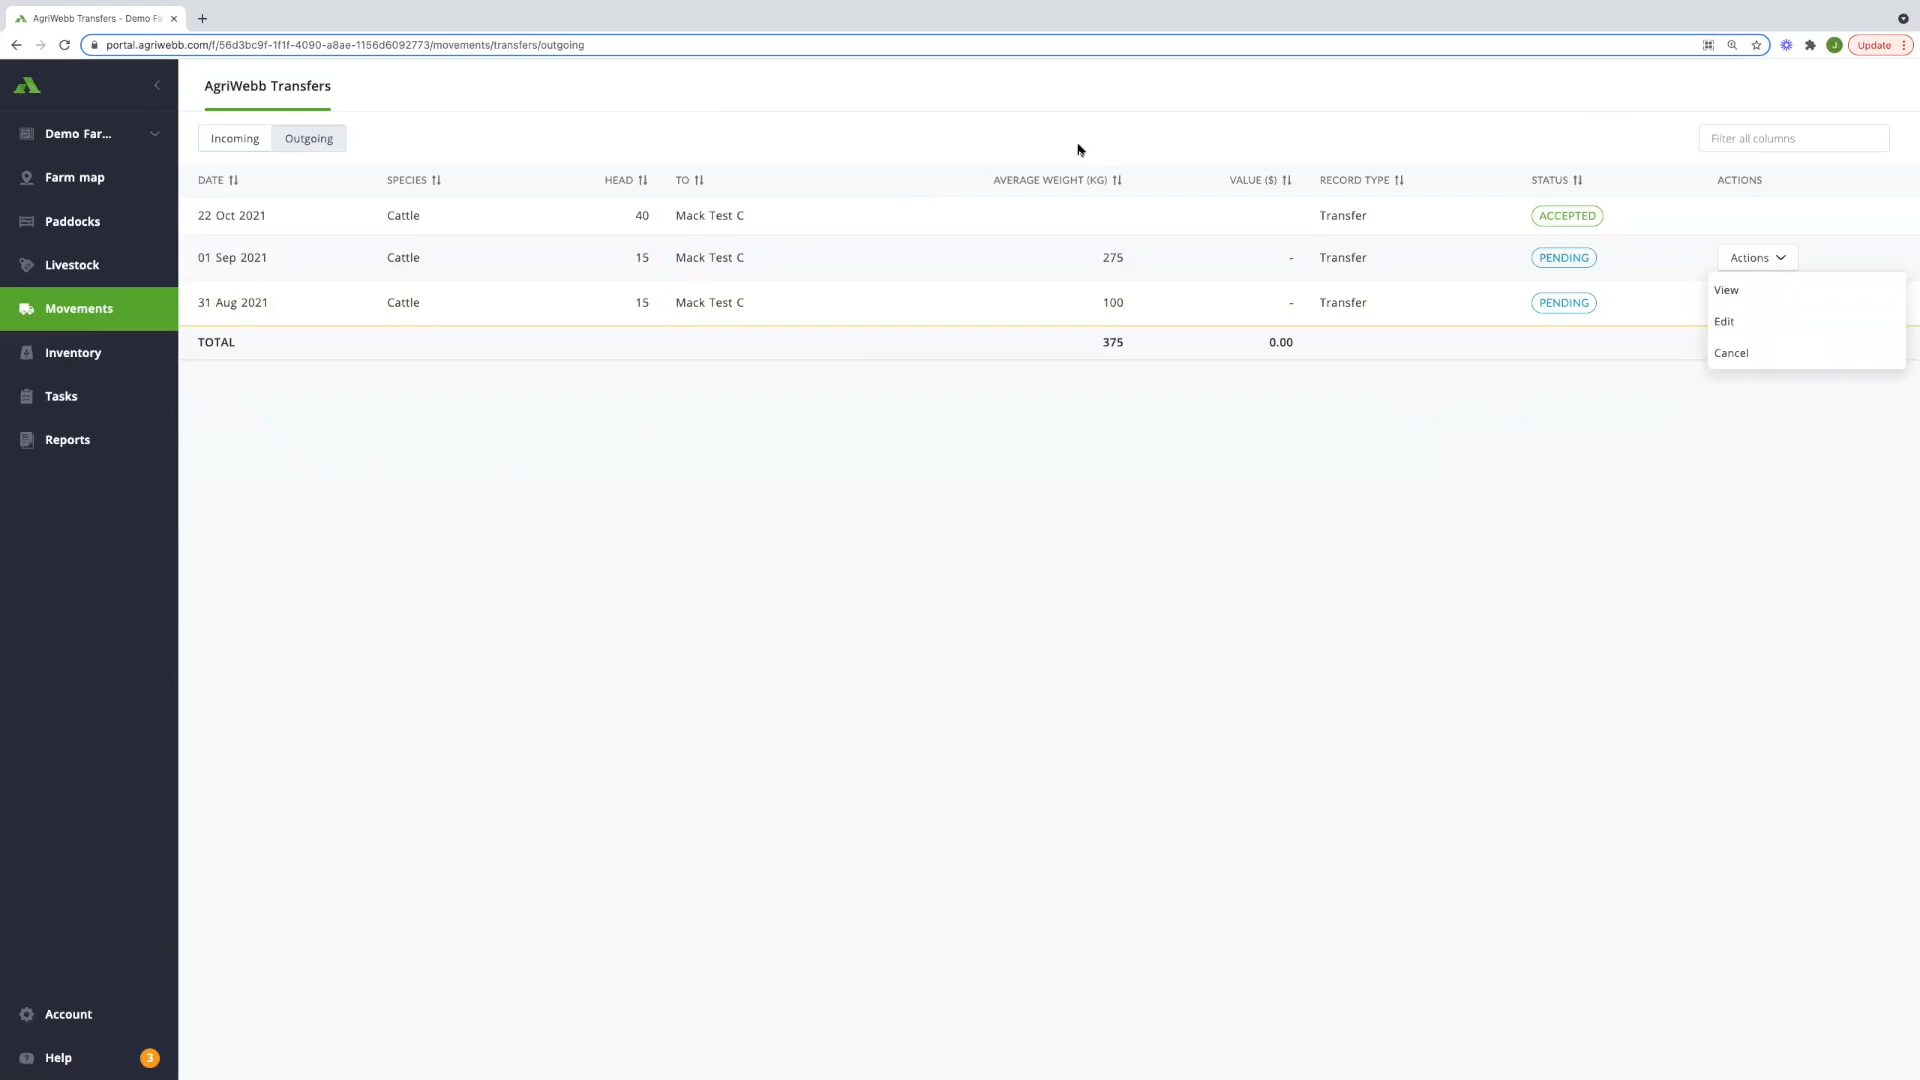 AgriWebb Transfers - Demo Fa
portal.agriwebb.com/f/56d3bc9f-1f1f-4090-a8ae-1156d6092773/movements/transfers/outgoing
J
Update
AgriWebb Transfers
Demo Far...
Farm map
Paddocks
Livestock
Movements
Inventory
Tasks
Reports
Account
Help 3
Incoming Outgoing Filter all columns
DATE SPECIES HEAD TO AVERAGE WEIGHT (KG) VALUE ($) RECORD TYPE STATUS ACTIONS
22 Oct 2021 Cattle 40 Mack Test C Transfer ACCEPTED
01 Sep 2021 Cattle 15 Mack Test C 275 - Transfer PENDING Actions
31 Aug 2021 Cattle 15 Mack Test C 100 - Transfer PENDING
TOTAL 375 0.00
View
Edit
Cancel